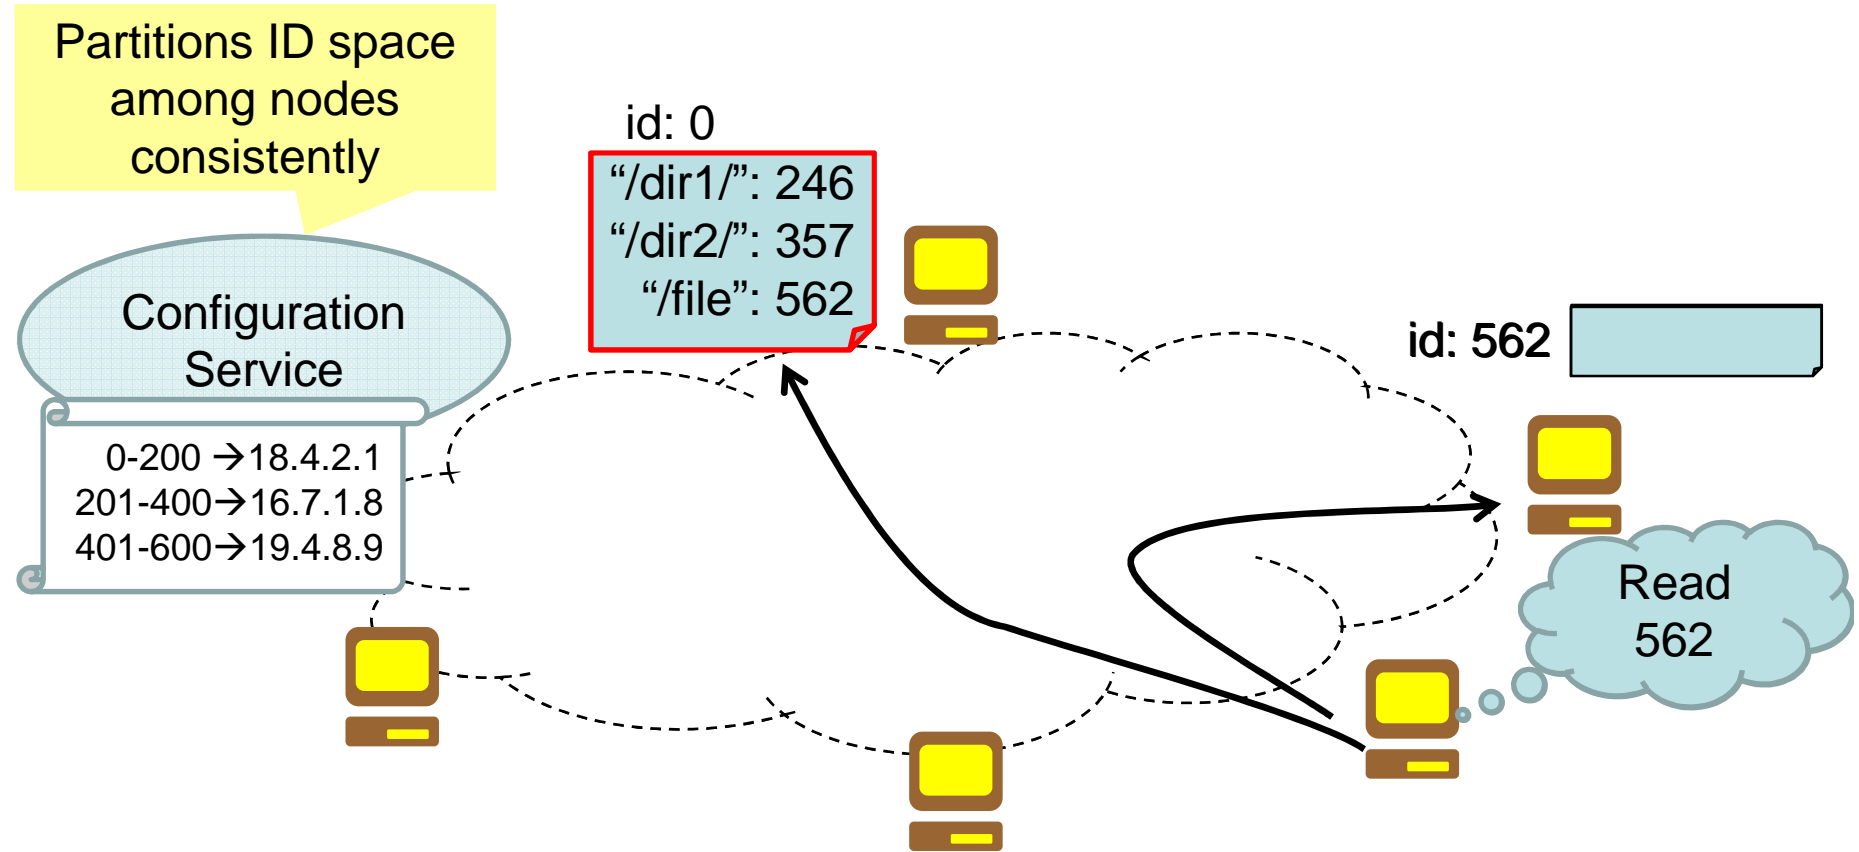 Partitions ID space
among nodes
consistently
id: 0
“/dir1/”: 246
“/dir2/”: 357
“/file”: 562
Configuration
Service
0-200 →18.4.2.1
201-400→16.7.1.8
401-600→19.4.8.9
id: 562
Read
562